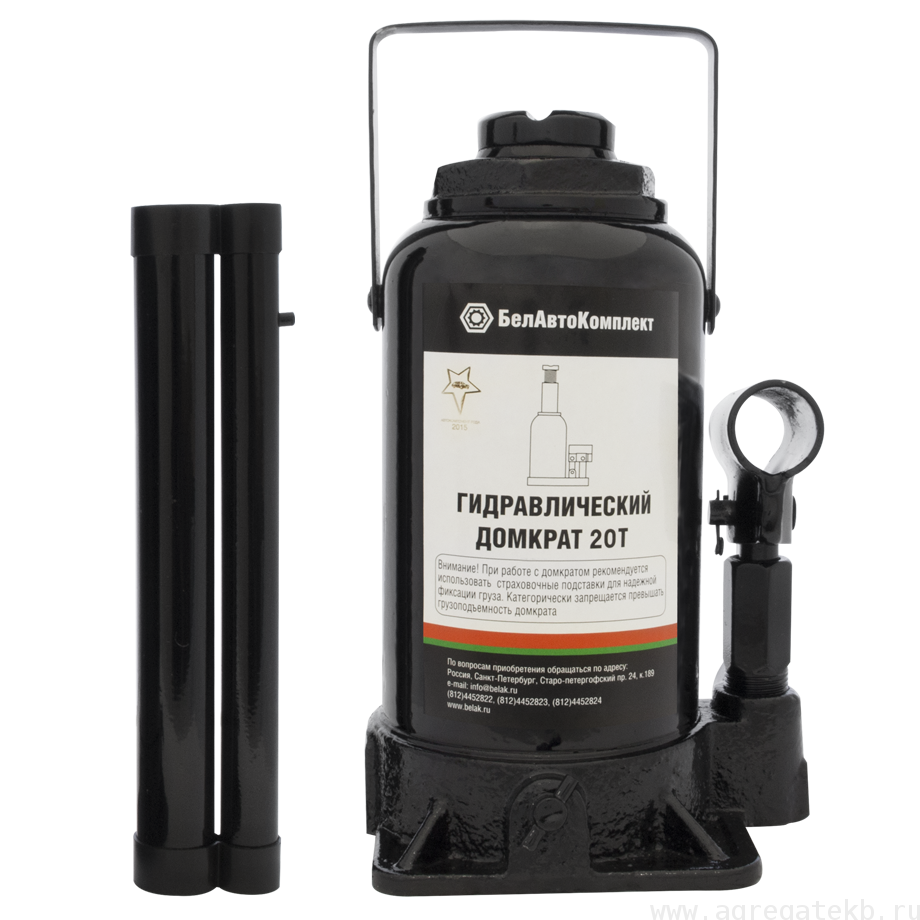 БелАвтоКомплект
2015
ГИДРАВЛИЧЕСКИЙ
ДОМКРАТ 20Т
Внимание! При работе с домкратом рекомендуется
использовать страховочные подставки для надежной
фиксации груза. Категорически запрещается превышать
грузоподъемность домкрата
По вопросам приобретения обращаться по адресу:
Россия, Санкт-Петербург, Старо-петергофский пр. 24, к.189
e-mail: info@belak.ru
(812)4452822, (812)4452823, (812)4452824
www.belak.ru
www.agregatekb.ru